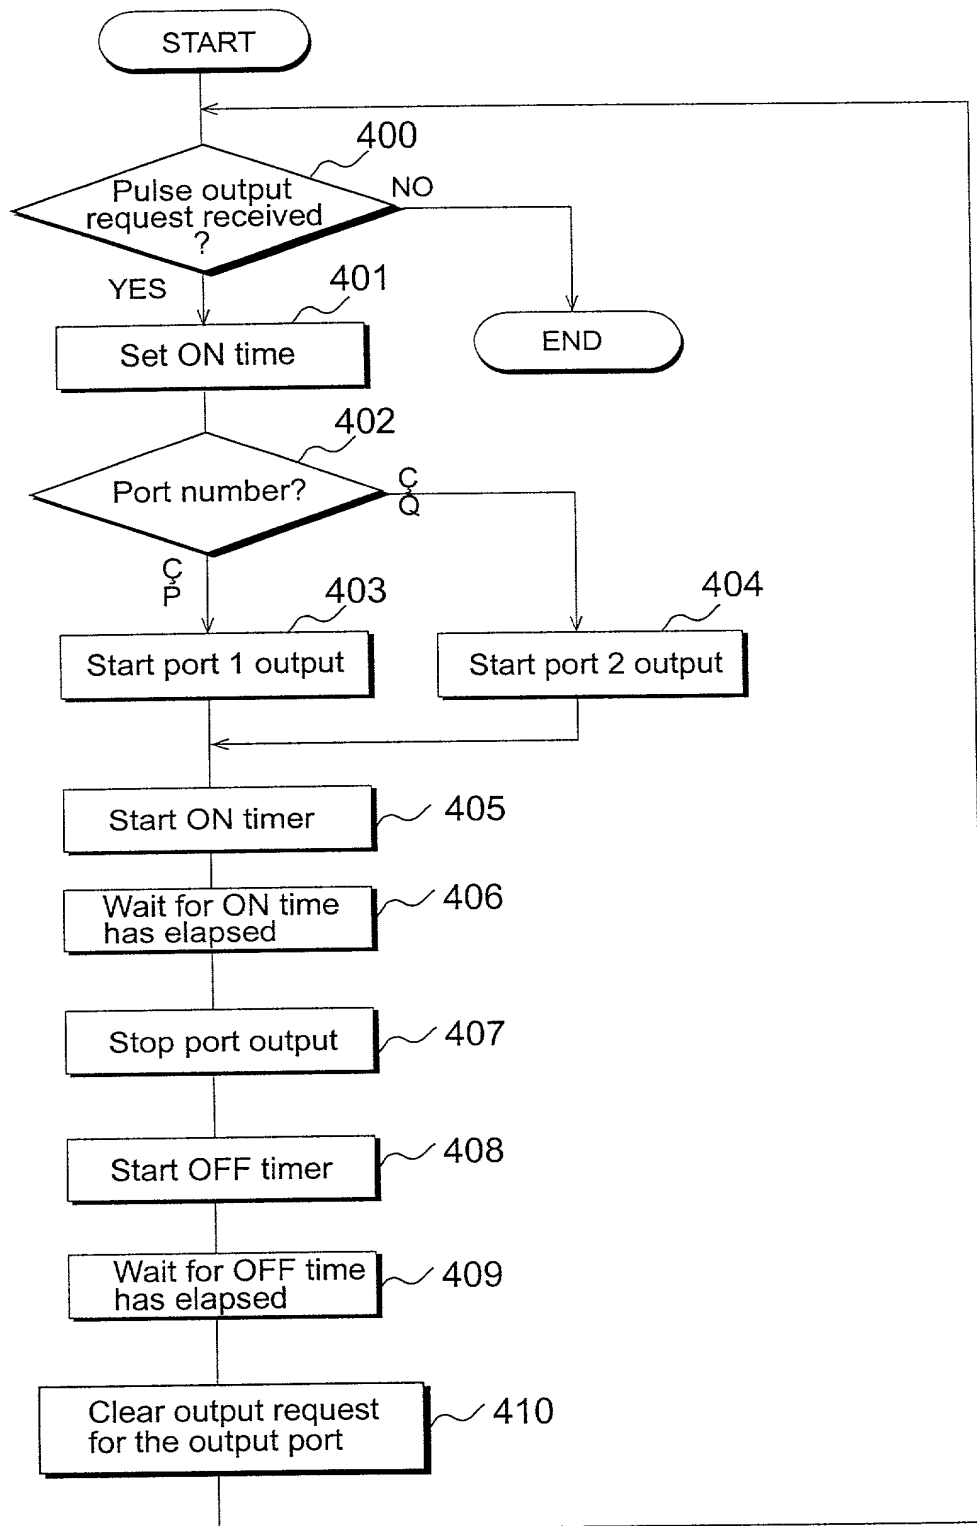 START
400
Pulse output
request received
?
NO
YES
401
Set ON time
END
402
Port number?
Ç
Q
Ç
P
403
404
Start port 1 output
Start port 2 output
Start ON timer
405
Wait for ON time
has elapsed
406
Stop port output
407
Start OFF timer
408
Wait for OFF time
has elapsed
409
Clear output request
for the output port
410